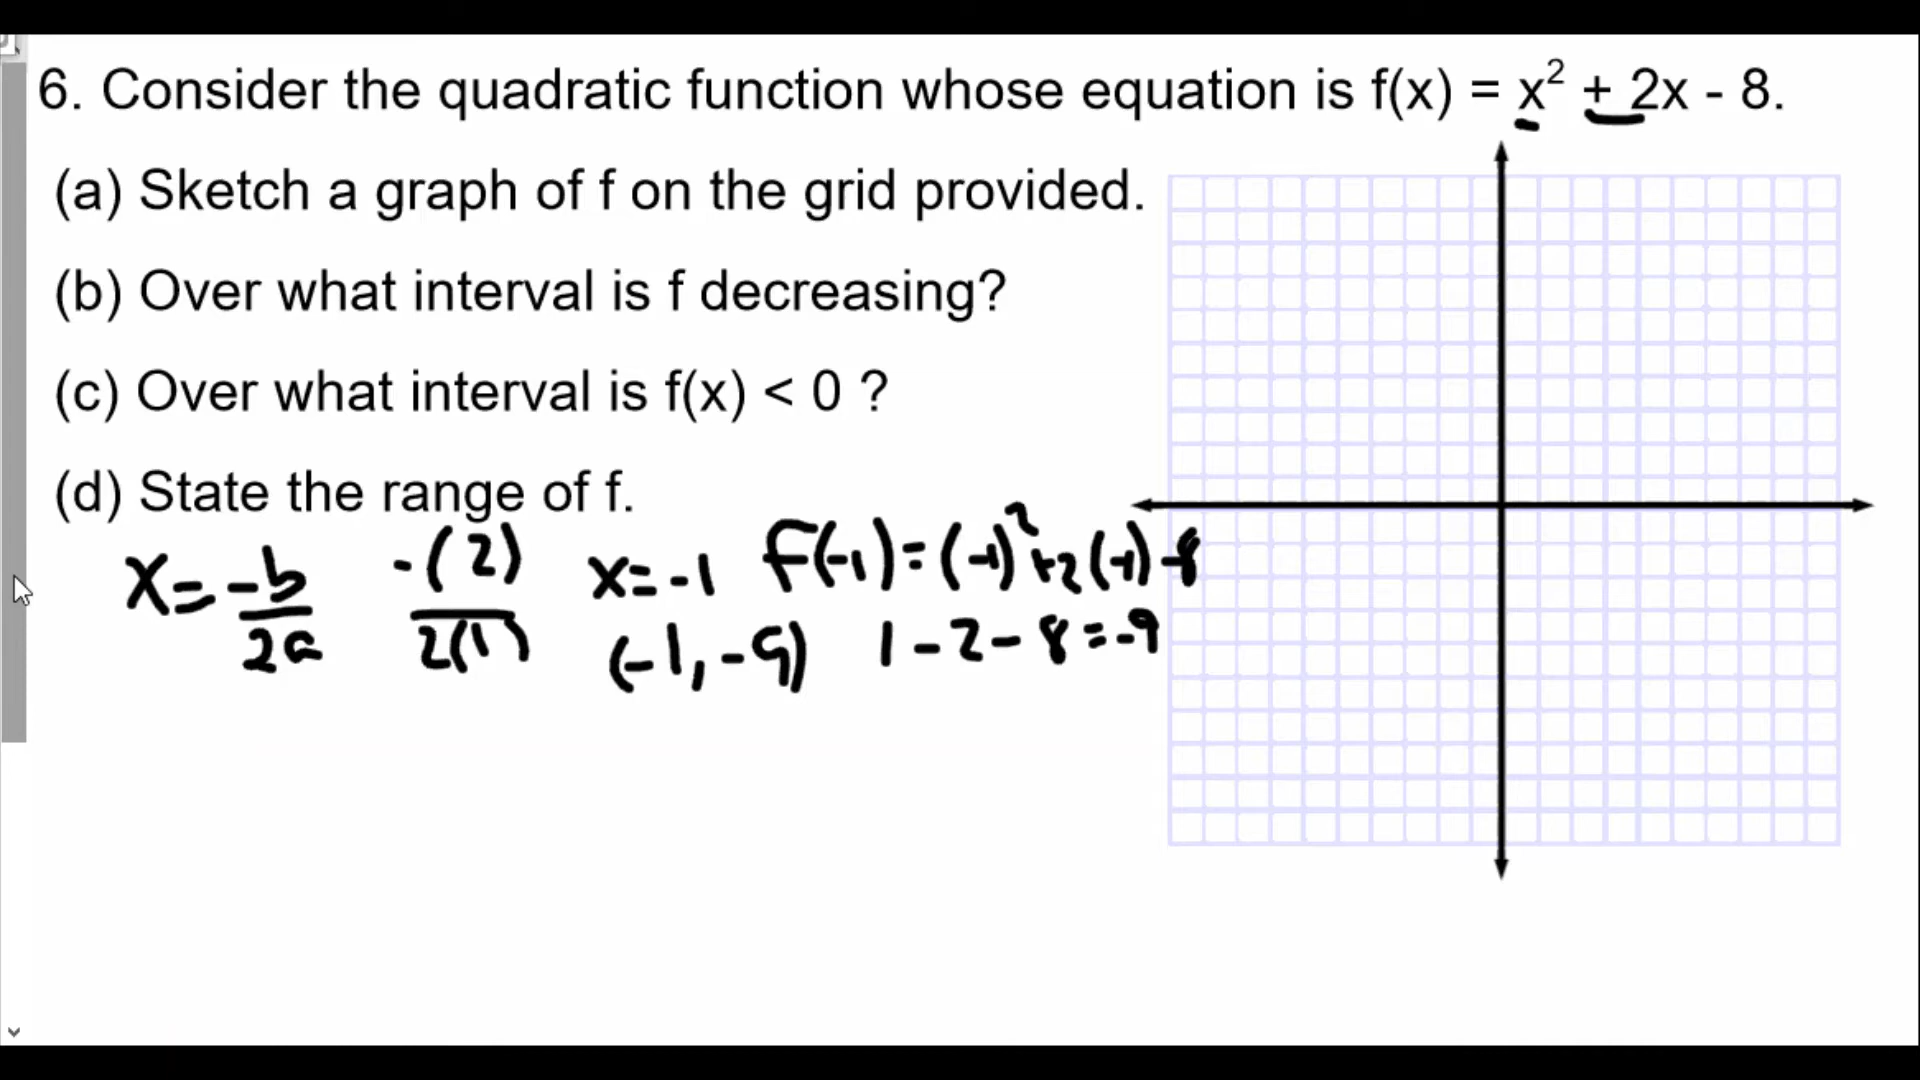 6. Consider the quadratic function whose equation is f(x) = x² + 2x - 8.
(a) Sketch a graph of f on the grid provided.
(b) Over what interval is f decreasing?
(c) Over what interval is f(x) < 0 ?
(d) State the range of f.
x = -b/2a -(2)/2(1) x = -1 f(-1) = (-1)² + 2(-1) - 8
(-1, -9) 1 - 2 - 8 = -9